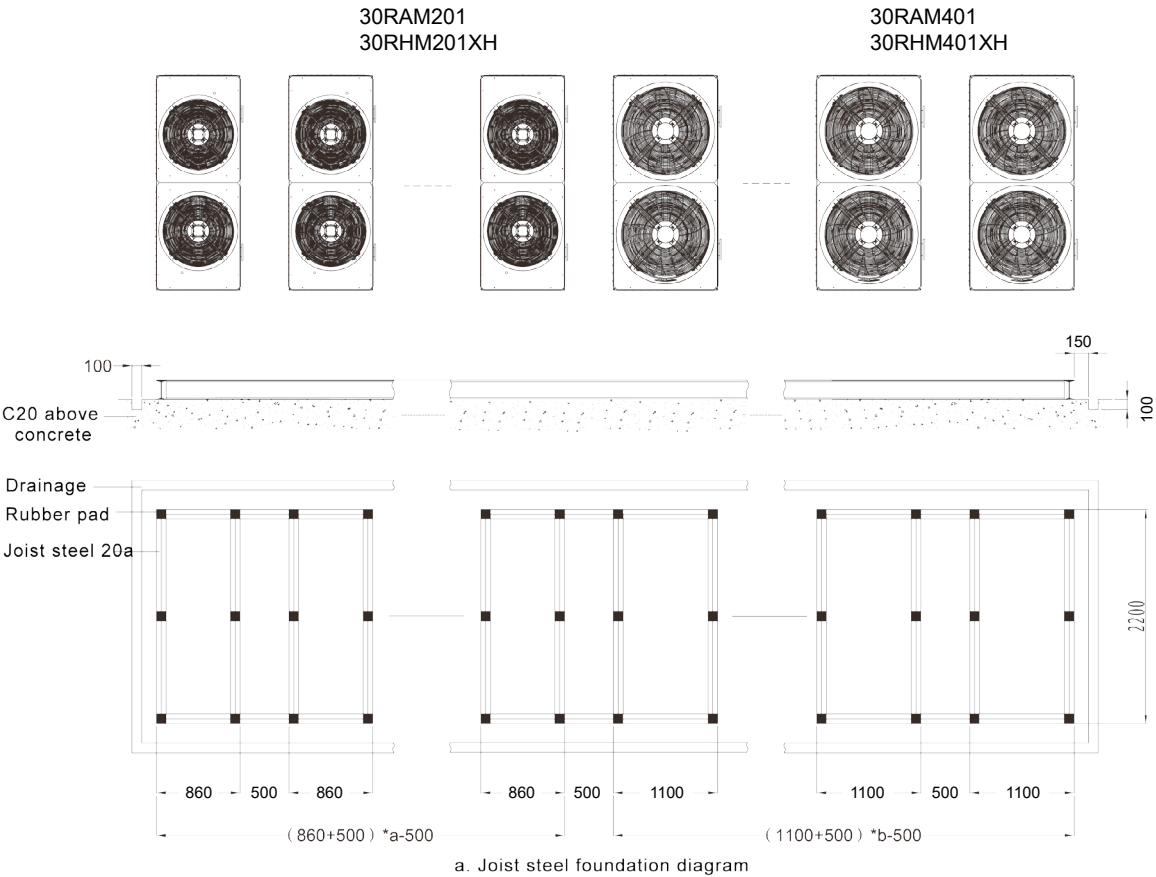 30RAM201
30RHM201XH
30RAM401
30RHM401XH
100
150
C20 above
concrete
100
Drainage
Rubber pad
Joist steel 20a
2200
860
500
860
860
500
1100
1100
500
1100
(860+500) *a-500
(1100+500) *b-500
a. Joist steel foundation diagram